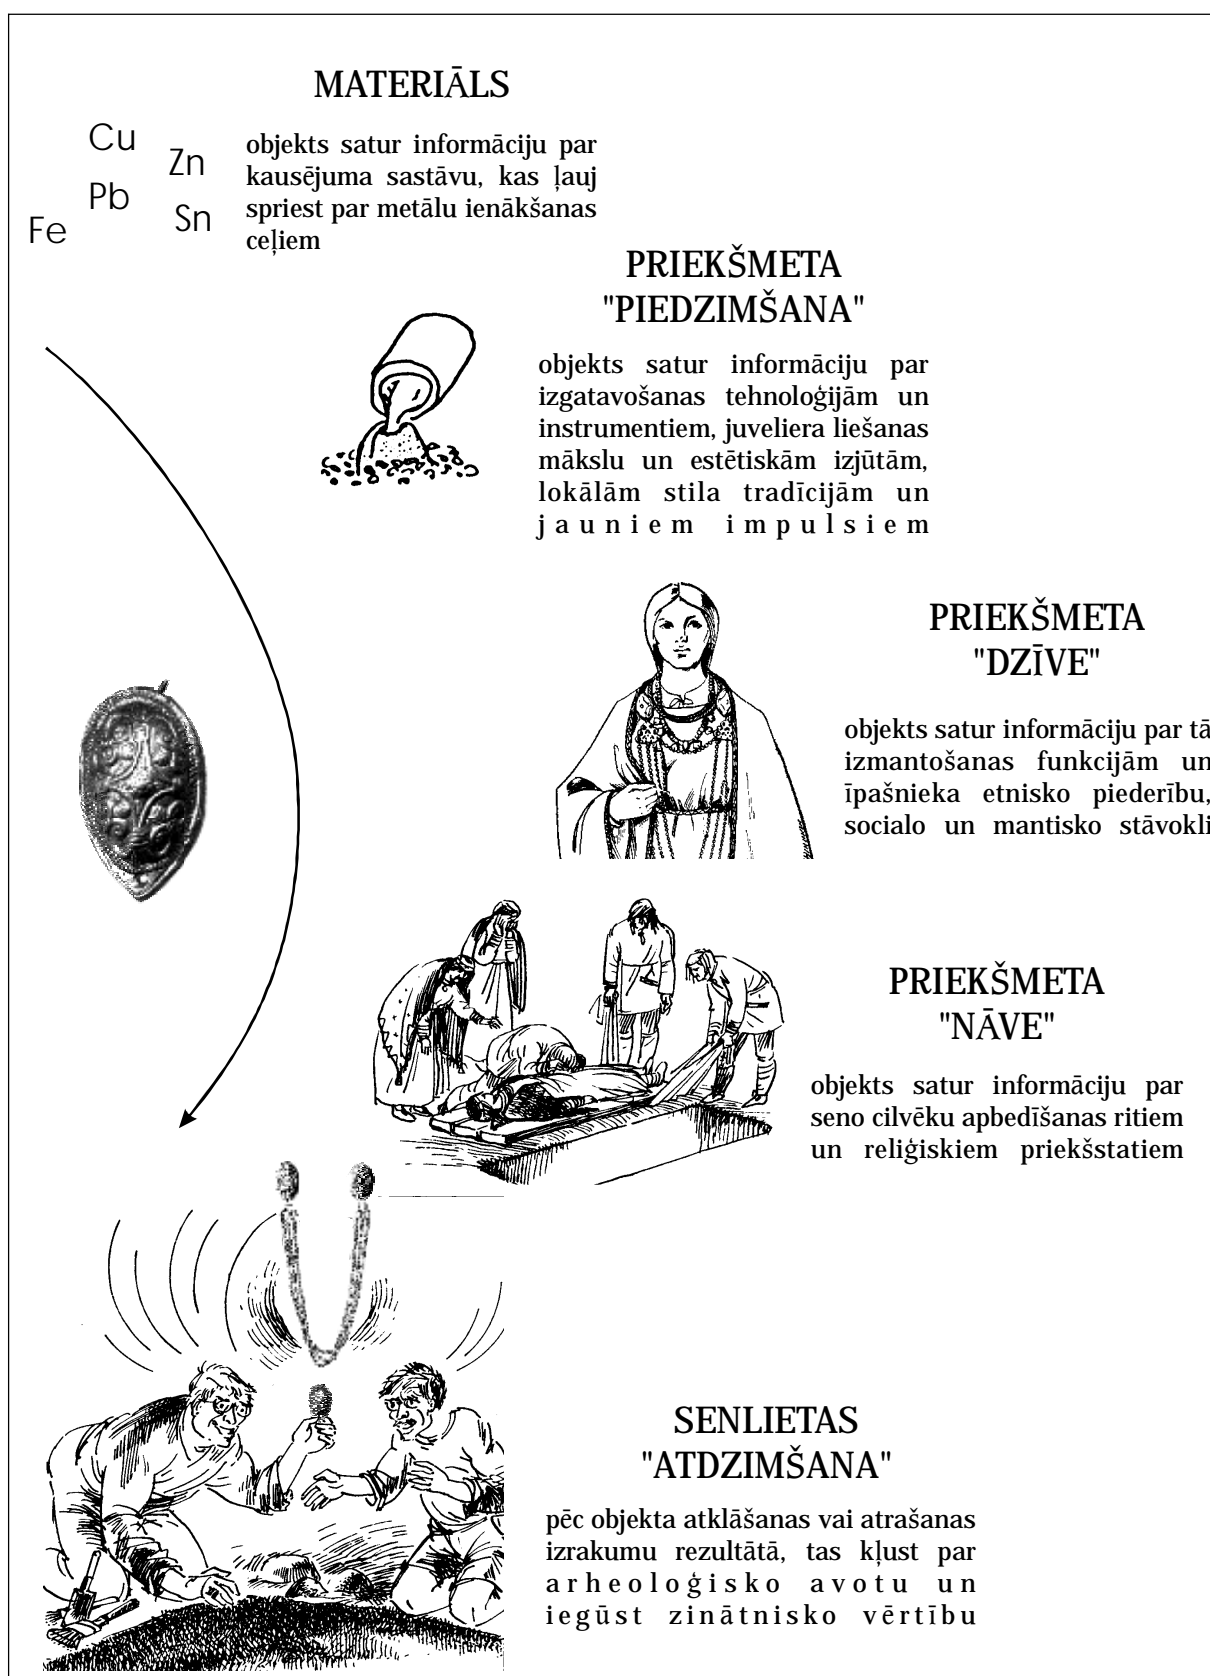 MATERIĀLS
Cu
Zn
Pb
Sn
Fe
objekts satur informāciju par
kausējuma sastāvu, kas ļauj
spriest par metālu ienākšanas
ceļiem
PRIEKŠMETA
"PIEDZIMŠANA"
objekts satur informāciju par
izgatavošanas tehnoloģijām un
instrumentiem, juveliera liešanas
mākslu un estētiskām izjūtām,
lokālām stila tradīcijām un
jauniem impulsiem
PRIEKŠMETA
"DZĪVE"
objekts satur informāciju par tā
izmantošanas funkcijām un
īpašnieka etnisko piederību,
socialo un mantisko stāvokli
PRIEKŠMETA
"NĀVE"
objekts satur informāciju par
seno cilvēku apbedīšanas ritiem
un reliģiskiem priekšstatiem
SENLIETAS
"ATDZIMŠANA"
pēc objekta atklāšanas vai atrašanas
izrakumu rezultātā, tas kļust par
arheoloģisko avotu un
iegūst zinātnisko vērtību